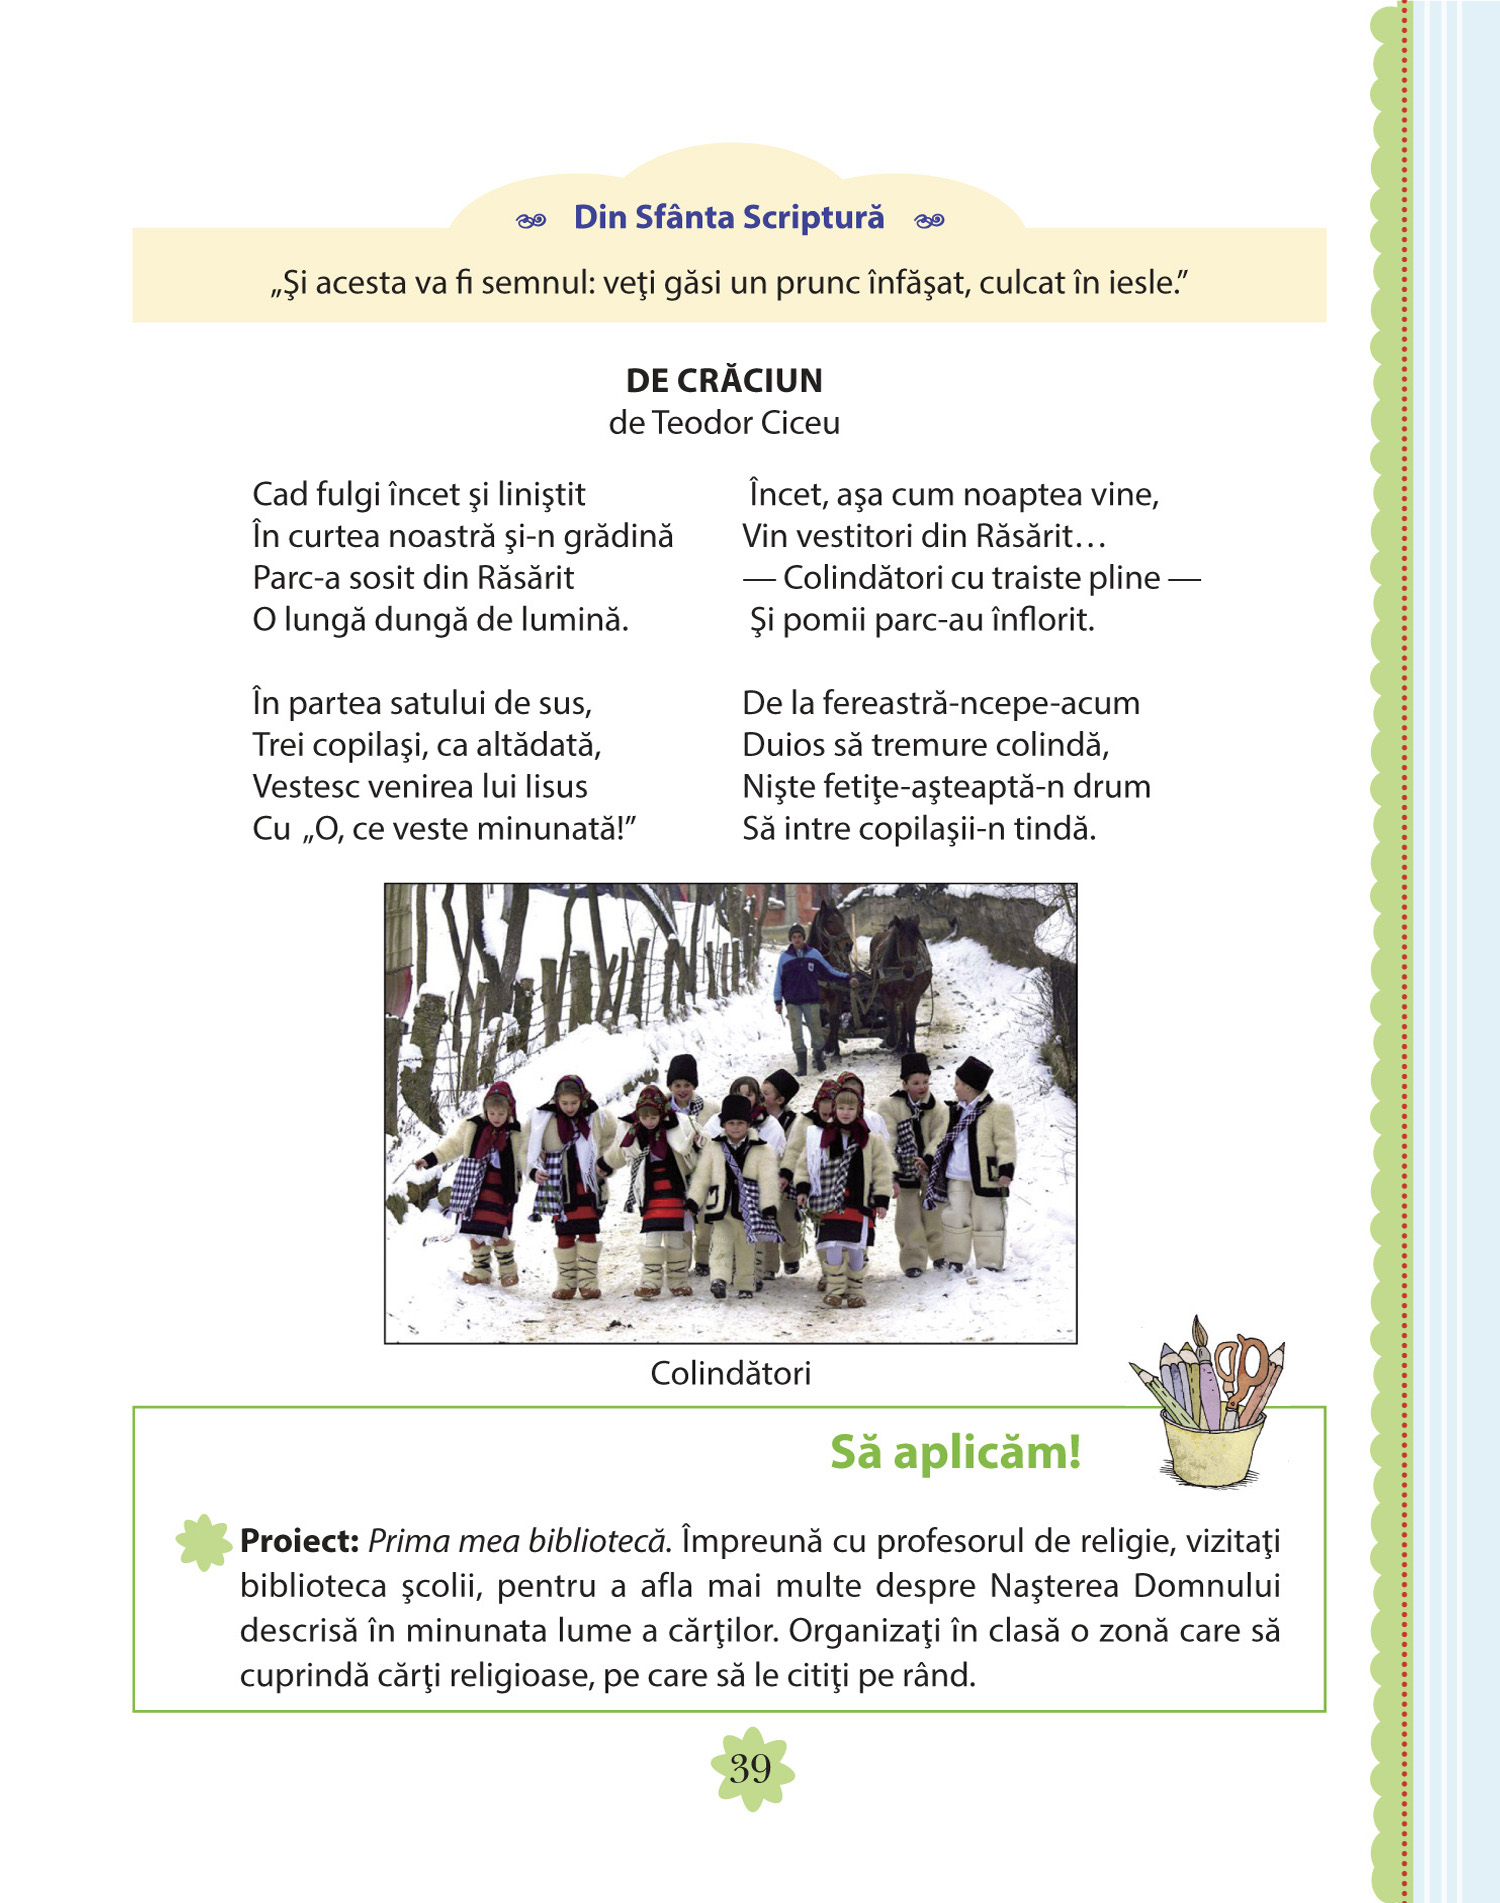 Din Sfânta Scriptură
„Şi acesta va fi semnul: veţi găsi un prunc înfăşat, culcat în iesle.”
DE CRĂCIUN
de Teodor Ciceu
Cad fulgi încet şi liniştit
În curtea noastră şi-n grădină
Parc-a sosit din Răsărit
O lungă dungă de lumină.
În partea satului de sus,
Trei copilaşi, ca altădată,
Vestesc venirea lui Iisus
Cu „O, ce veste minunată!”
Încet, aşa cum noaptea vine,
Vin vestitori din Răsărit…
— Colindători cu traiste pline —
Şi pomii parc-au înflorit.
De la fereastră-ncepe-acum
Duios să tremure colindă,
Nişte fetiţe-aşteaptă-n drum
Să intre copilaşii-n tindă.
Colindători
Să aplicăm!
Proiect: Prima mea bibliotecă. Împreună cu profesorul de religie, vizitaţi
biblioteca şcolii, pentru a afla mai multe despre Naşterea Domnului
descrisă în minunata lume a cărţilor. Organizaţi în clasă o zonă care să
cuprindă cărţi religioase, pe care să le citiţi pe rând.
39